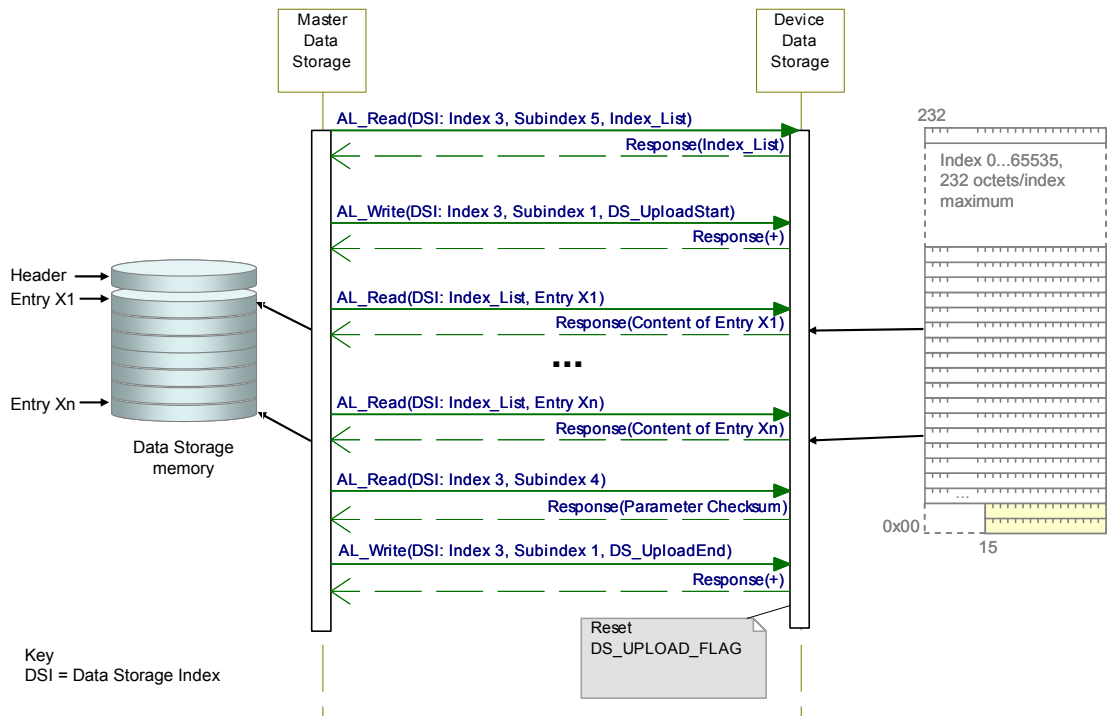 Master
Data
Storage
Device
Data
Storage
AL_Read(DSI: Index 3, Subindex 5, Index_List)
Response(Index_List)
232
Index 0...65535,
232 octets/index
maximum
AL_Write(DSI: Index 3, Subindex 1, DS_UploadStart)
Response(+)
Header
Entry X1
AL_Read(DSI: Index_List, Entry X1)
Response(Content of Entry X1)
...
Entry Xn
AL_Read(DSI: Index_List, Entry Xn)
Response(Content of Entry Xn)
Data Storage
memory
AL_Read(DSI: Index 3, Subindex 4)
Response(Parameter Checksum)
...
0x00
15
AL_Write(DSI: Index 3, Subindex 1, DS_UploadEnd)
Response(+)
Reset
DS_UPLOAD_FLAG
Key
DSI = Data Storage Index